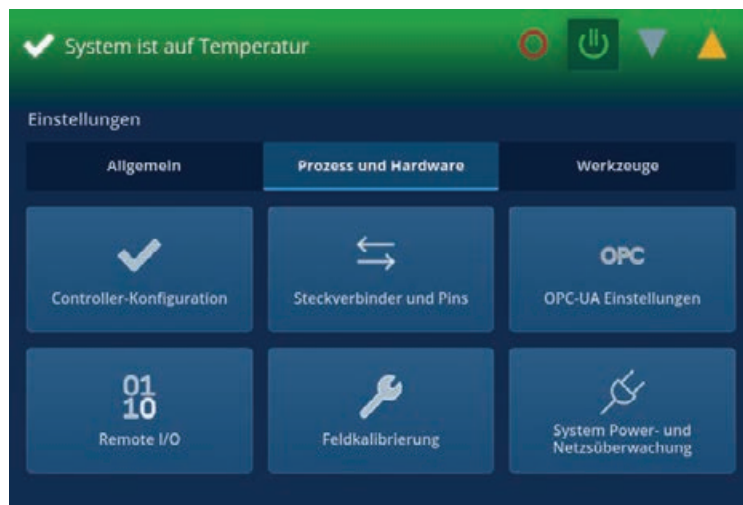 System ist auf Temperatur
Einstellungen
Allgemein
Prozess und Hardware
Werkzeuge
Controller-Konfiguration
Steckverbinder und Pins
OPC
OPC-UA Einstellungen
01
10
Remote I/O
Feldkalibrierung
System Power- und
Netzsüberwachung